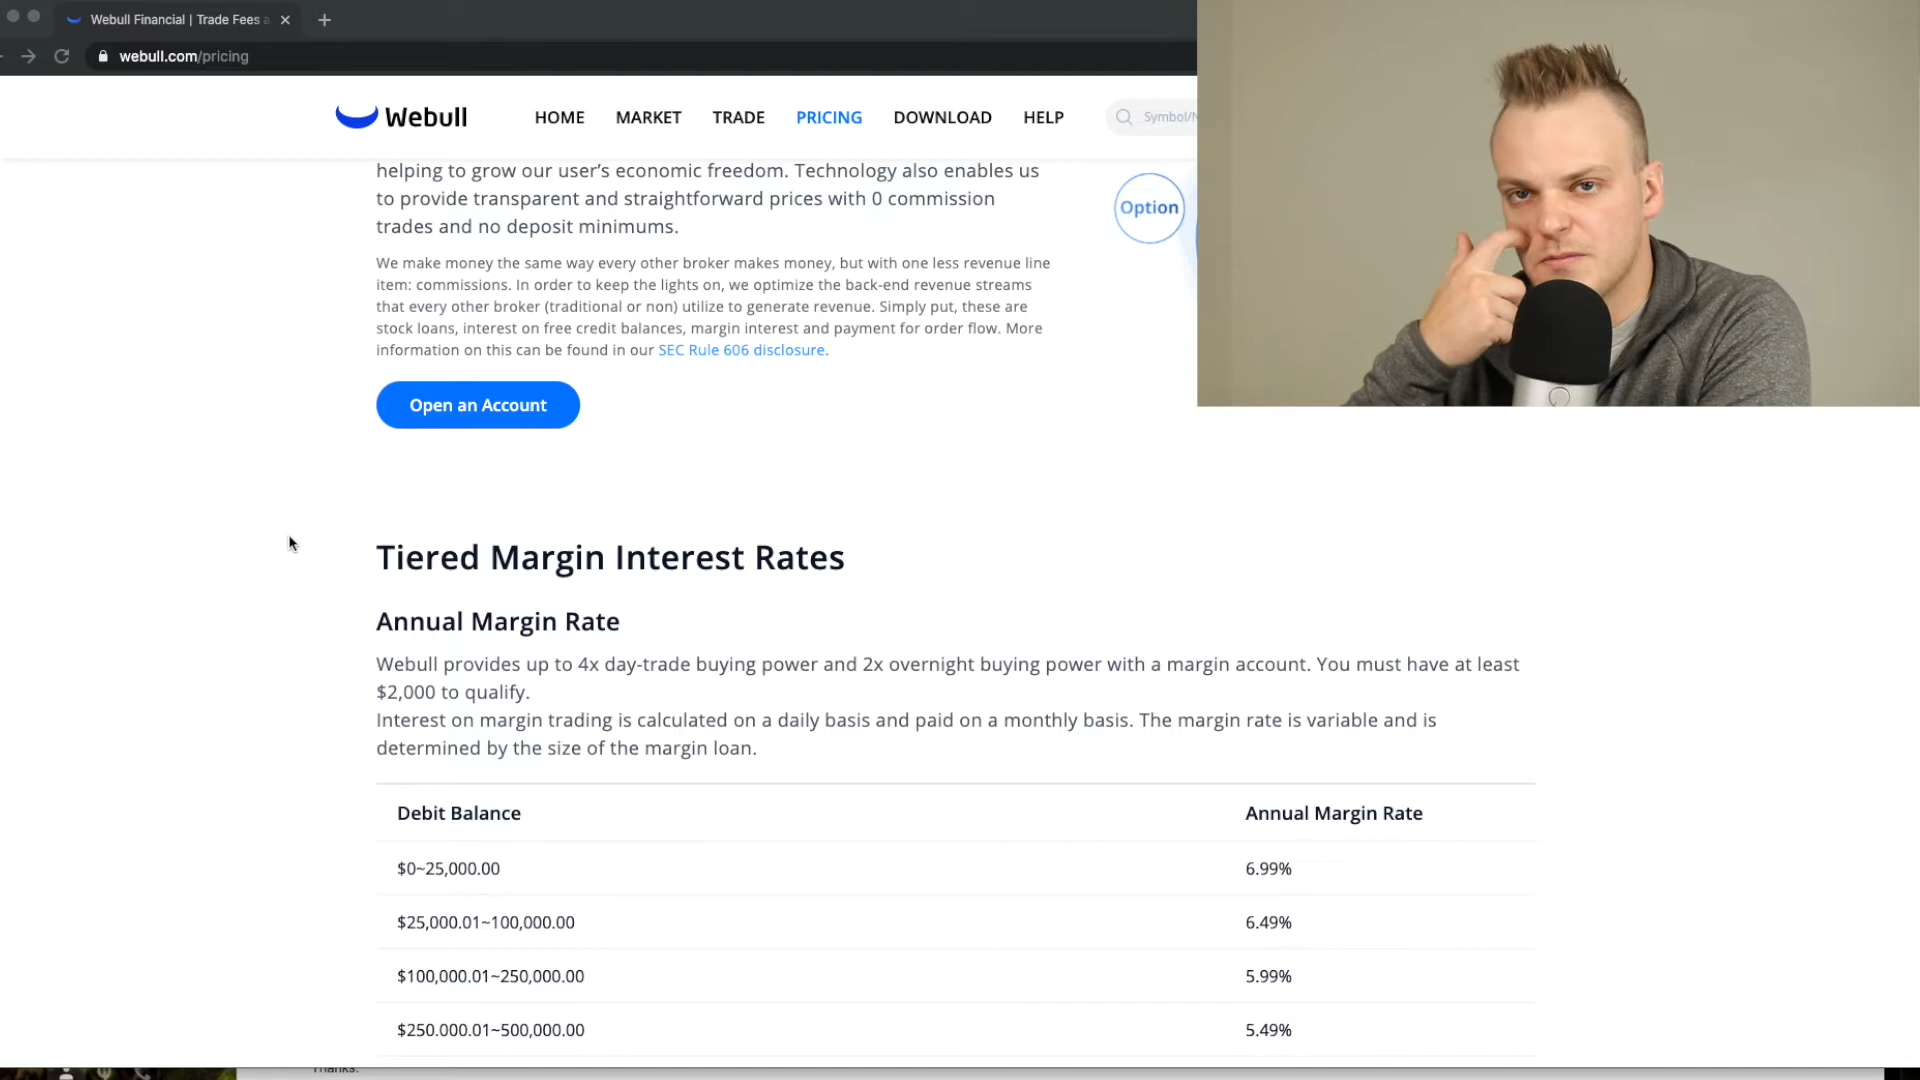 Webull Financial | Trade Fees a
webull.com/pricing
Webull
HOME
MARKET
TRADE
PRICING
DOWNLOAD
HELP
Symbol/N
helping to grow our user’s economic freedom. Technology also enables us
to provide transparent and straightforward prices with 0 commission
trades and no deposit minimums.
Option
We make money the same way every other broker makes money, but with one less revenue line
item: commissions. In order to keep the lights on, we optimize the back-end revenue streams
that every other broker (traditional or non) utilize to generate revenue. Simply put, these are
stock loans, interest on free credit balances, margin interest and payment for order flow. More
information on this can be found in our SEC Rule 606 disclosure.
Open an Account
Tiered Margin Interest Rates
Annual Margin Rate
Webull provides up to 4x day-trade buying power and 2x overnight buying power with a margin account. You must have at least
$2,000 to qualify.
Interest on margin trading is calculated on a daily basis and paid on a monthly basis. The margin rate is variable and is
determined by the size of the margin loan.
Debit Balance Annual Margin Rate
$0~25,000.00 6.99%
$25,000.01~100,000.00 6.49%
$100,000.01~250,000.00 5.99%
$250.000.01~500,000.00 5.49%
Thanks.